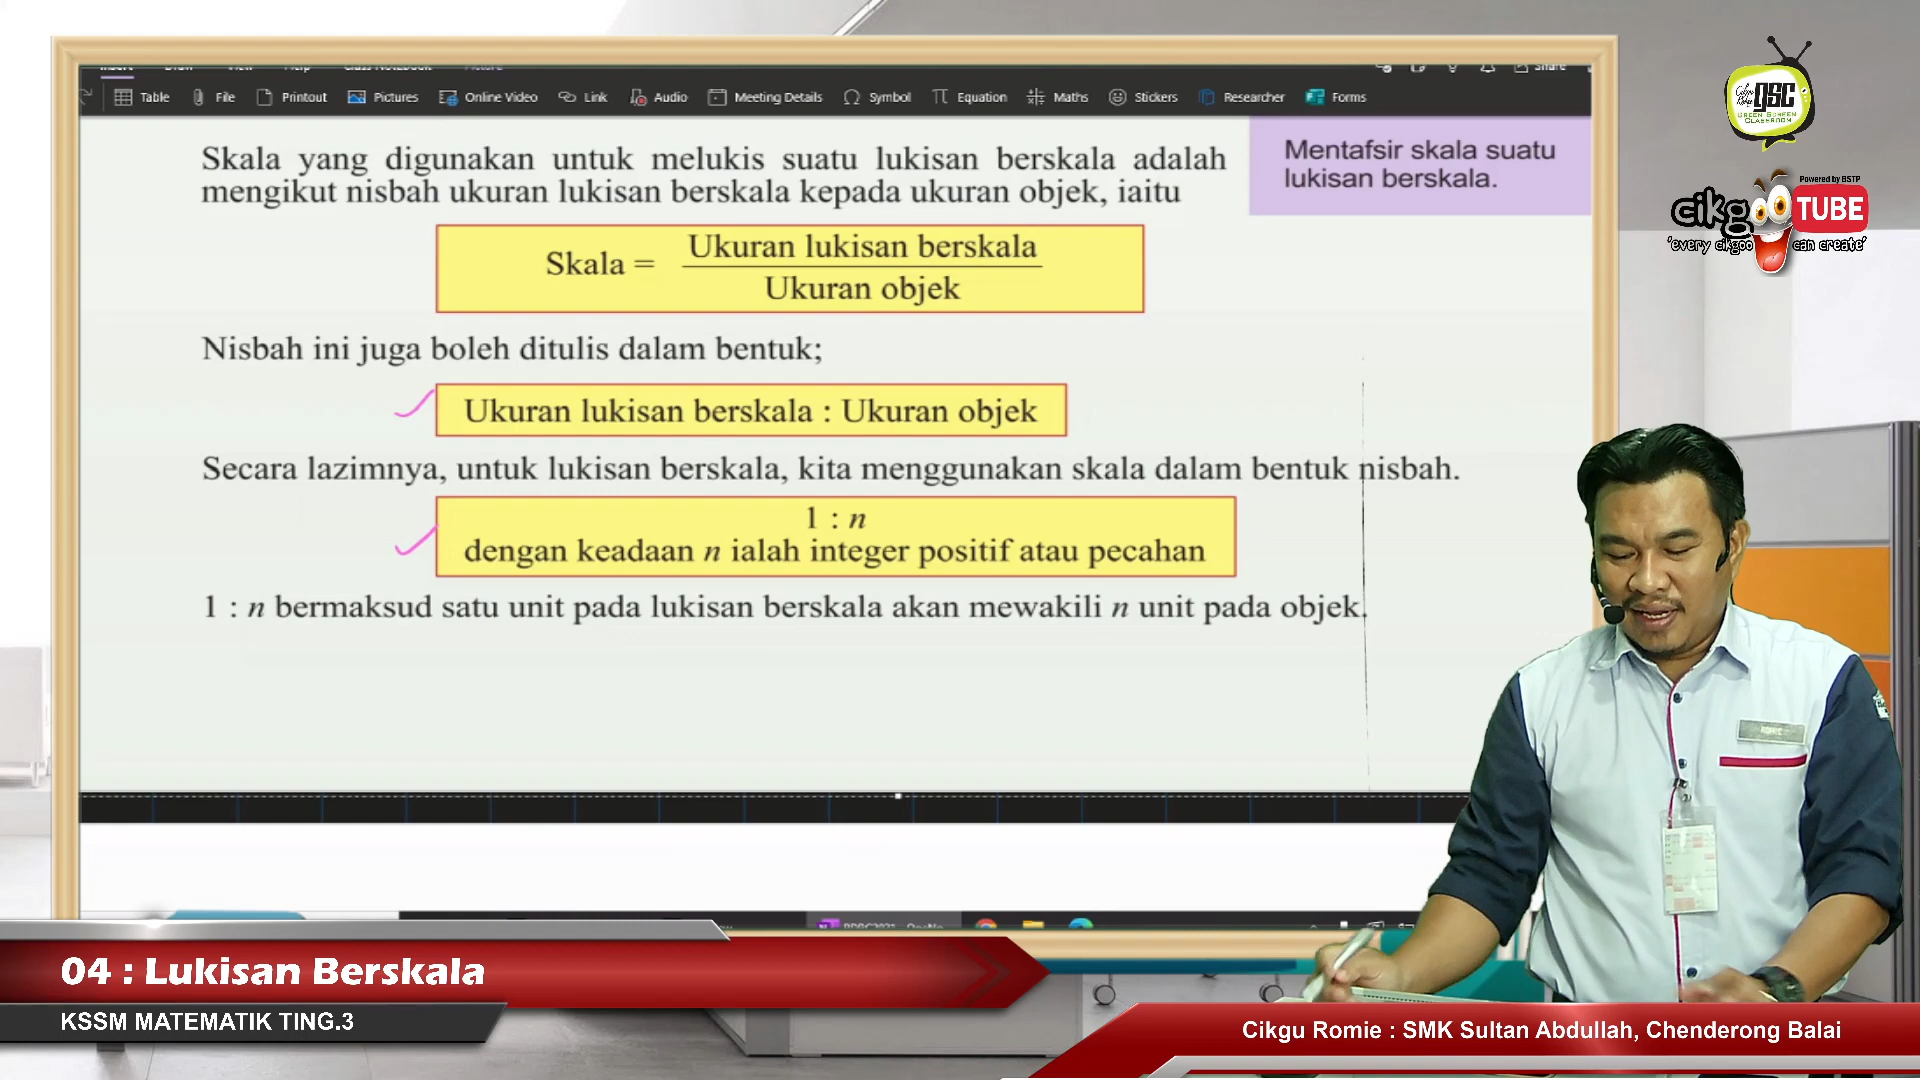 Share
Table File Printout Pictures Online Video Link Audio Meeting Details Symbol Equation Maths Stickers Researcher Forms
Skala yang digunakan untuk melukis suatu lukisan berskala adalah
mengikut nisbah ukuran lukisan berskala kepada ukuran objek, iaitu
Mentafsir skala suatu
lukisan berskala.
Skala = Ukuran lukisan berskala
Ukuran objek
Nisbah ini juga boleh ditulis dalam bentuk;
Ukuran lukisan berskala : Ukuran objek
Secara lazimnya, untuk lukisan berskala, kita menggunakan skala dalam bentuk nisbah.
1 : n
dengan keadaan n ialah integer positif atau pecahan
1 : n bermaksud satu unit pada lukisan berskala akan mewakili n unit pada objek.
GSC
GREEN SCREEN
CLASSROOM
Powered by BSTP
cikgoo TUBE
'every cikgoo can create'
04 : Lukisan Berskala
KSSM MATEMATIK TING.3
Cikgu Romie : SMK Sultan Abdullah, Chenderong Balai